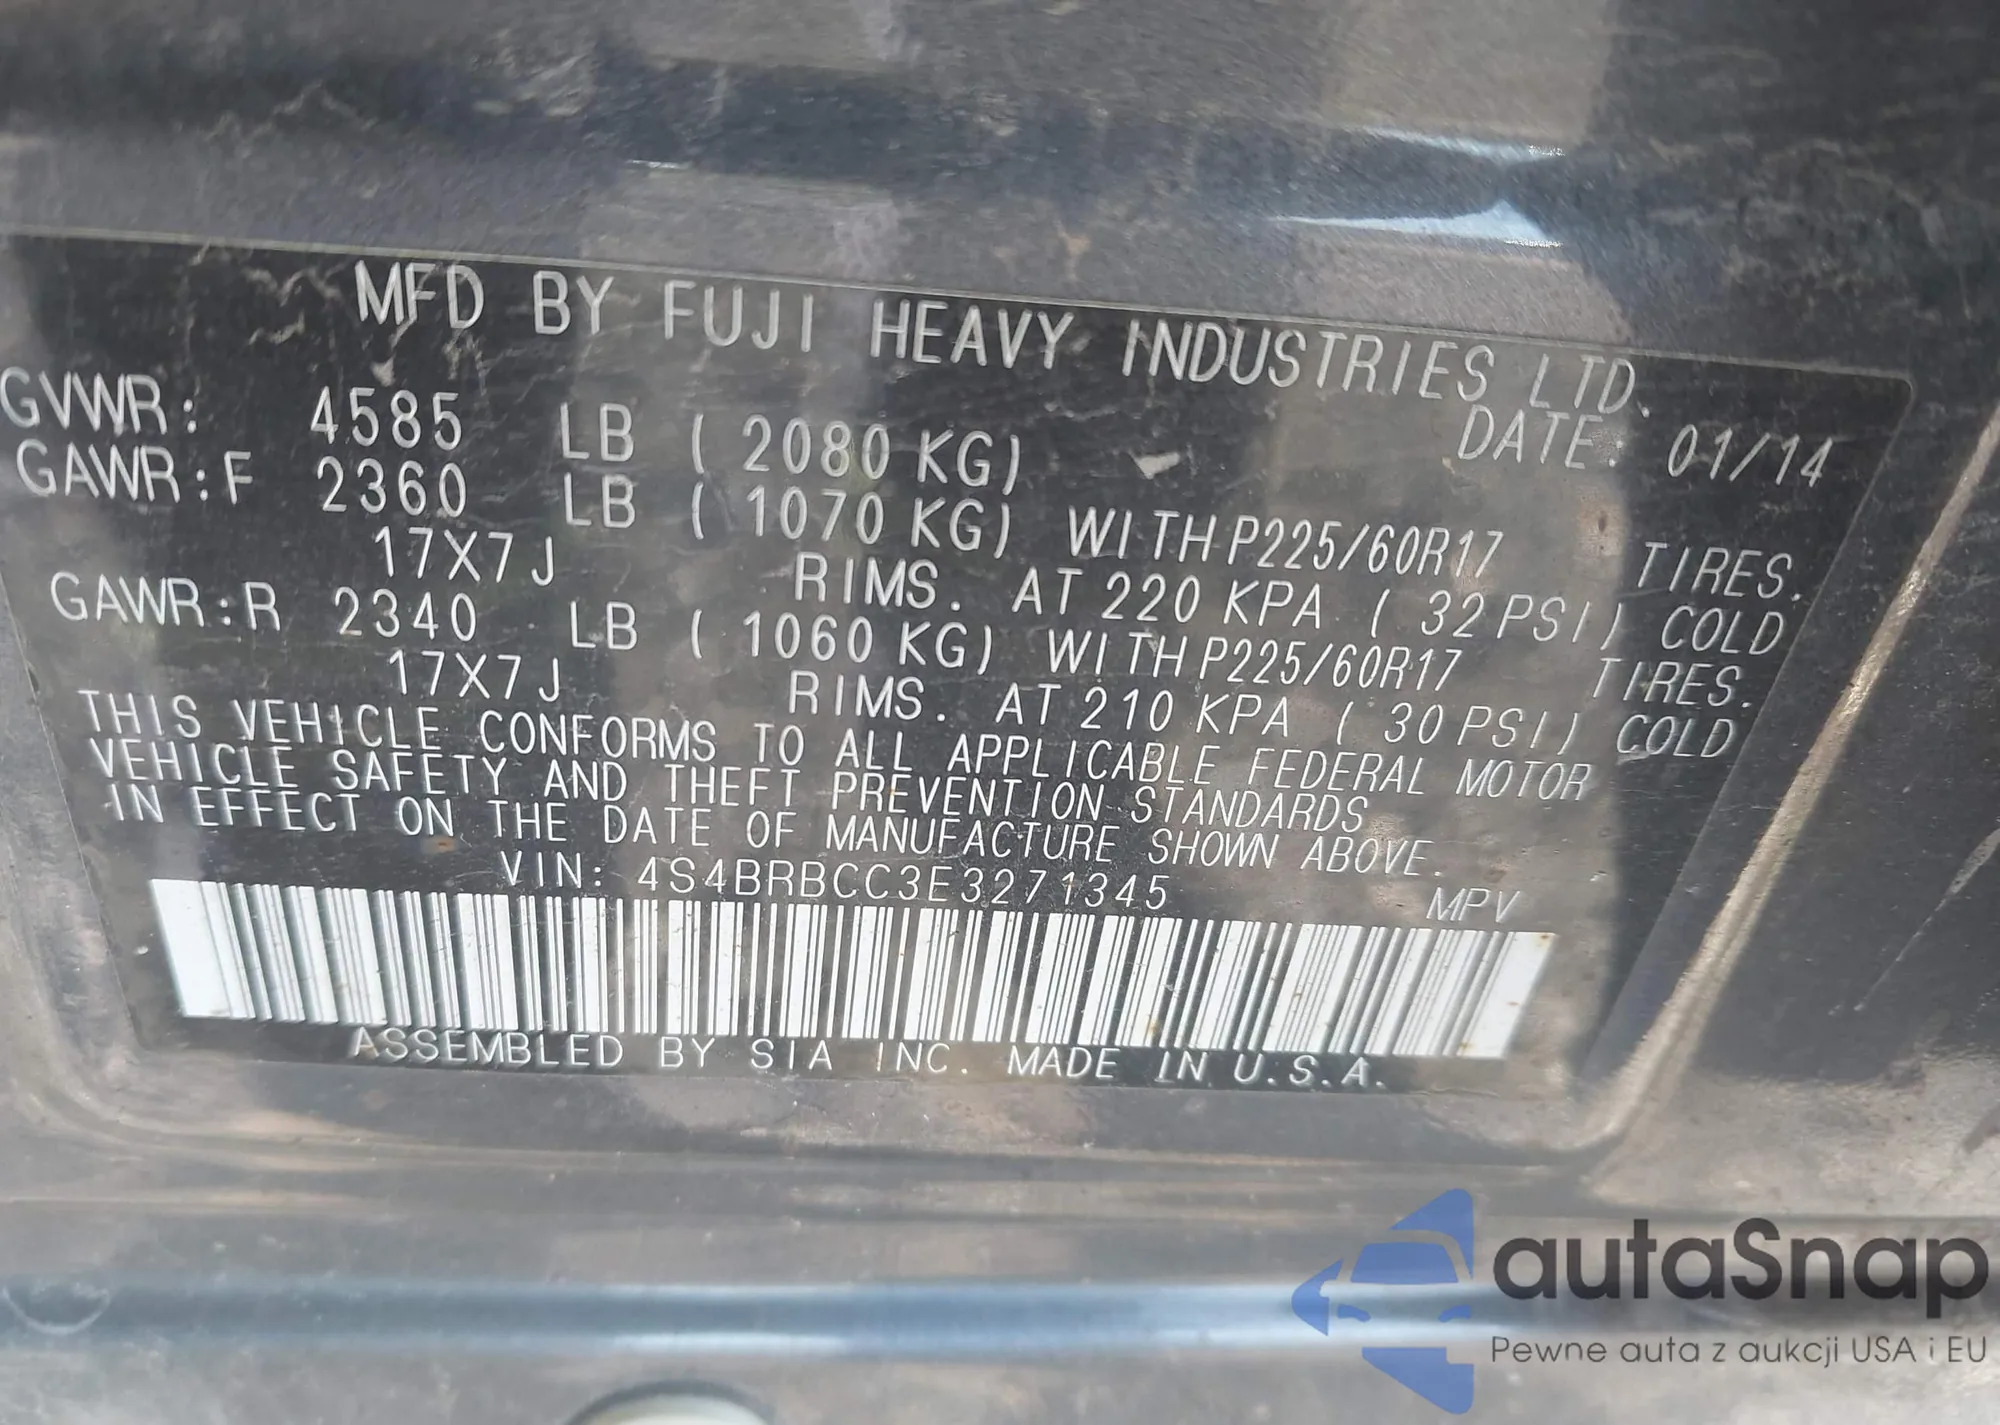 MFD BY FUJI HEAVY INDUSTRIES LTD.
DATE: 01/14
GVWR: 4585 LB ( 2080 KG)
GAWR:F 2360 LB ( 1070 KG) WITH P225/60R17 TIRES.
17X7J RIMS. AT 220 KPA ( 32 PSI) COLD
GAWR:R 2340 LB ( 1060 KG) WITH P225/60R17 TIRES.
17X7J RIMS. AT 210 KPA ( 30 PSI) COLD
THIS VEHICLE CONFORMS TO ALL APPLICABLE FEDERAL MOTOR
VEHICLE SAFETY AND THEFT PREVENTION STANDARDS
IN EFFECT ON THE DATE OF MANUFACTURE SHOWN ABOVE.
VIN: 4S4BRBCC3E3271345 MPV
ASSEMBLED BY SIA INC. MADE IN U.S.A.
autaSnap
Pewne auta z aukcji USA i EU